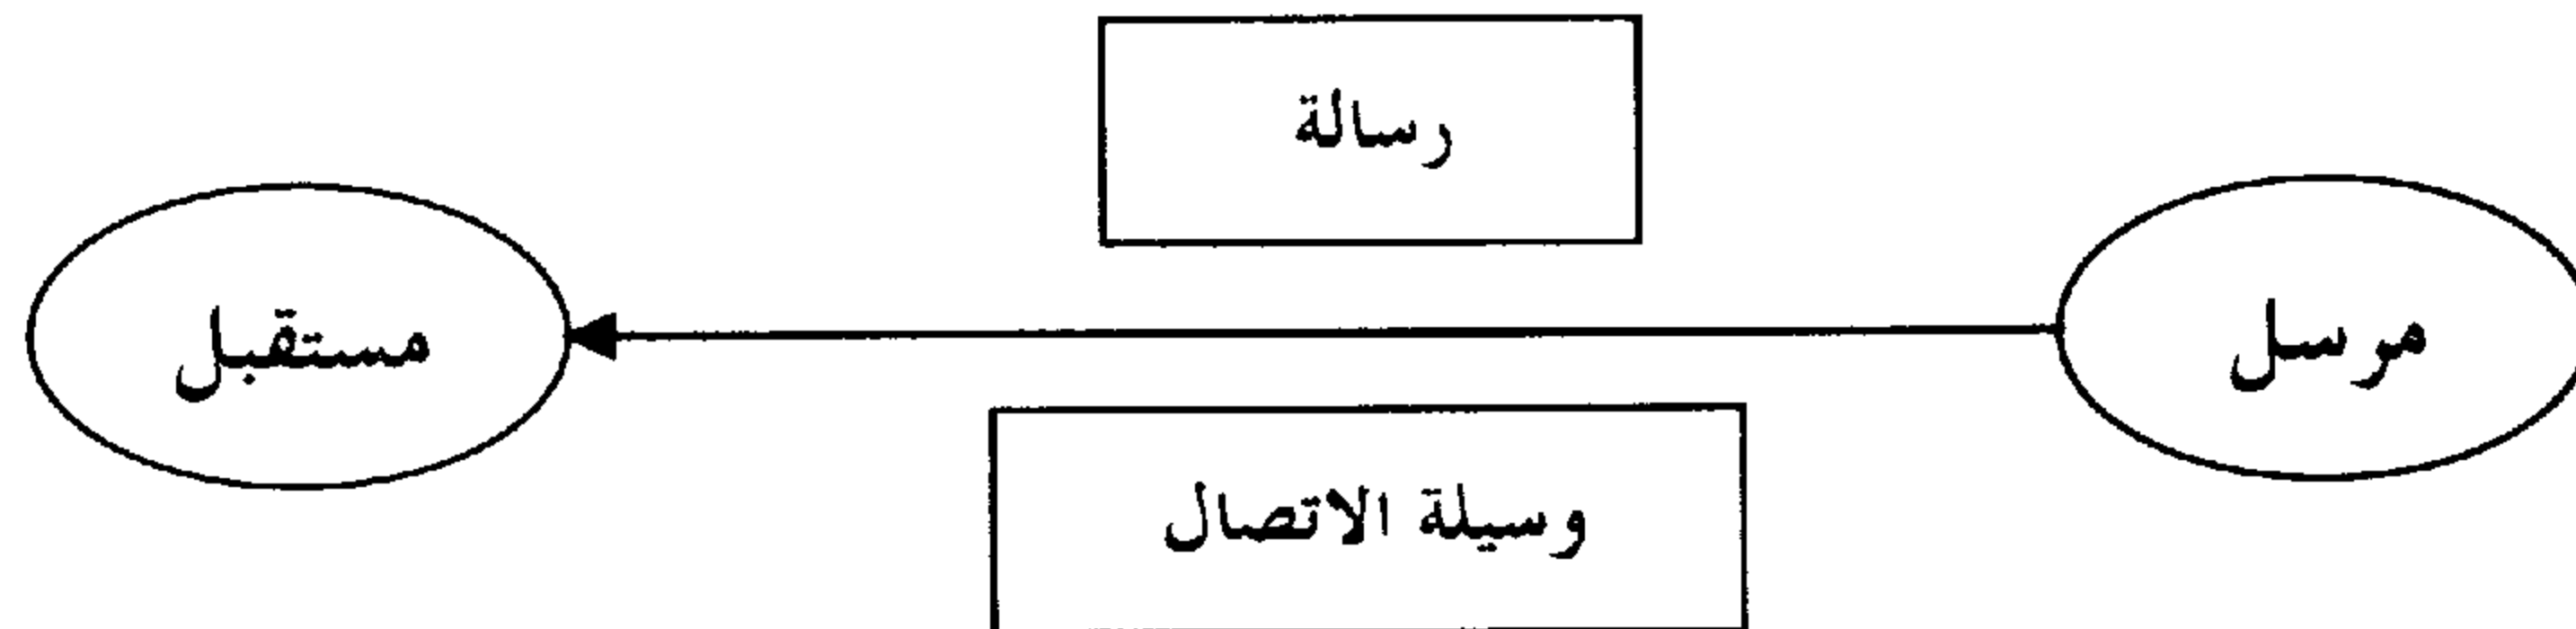 رسالة
مرسل
مستقبل
وسيلة الاتصال